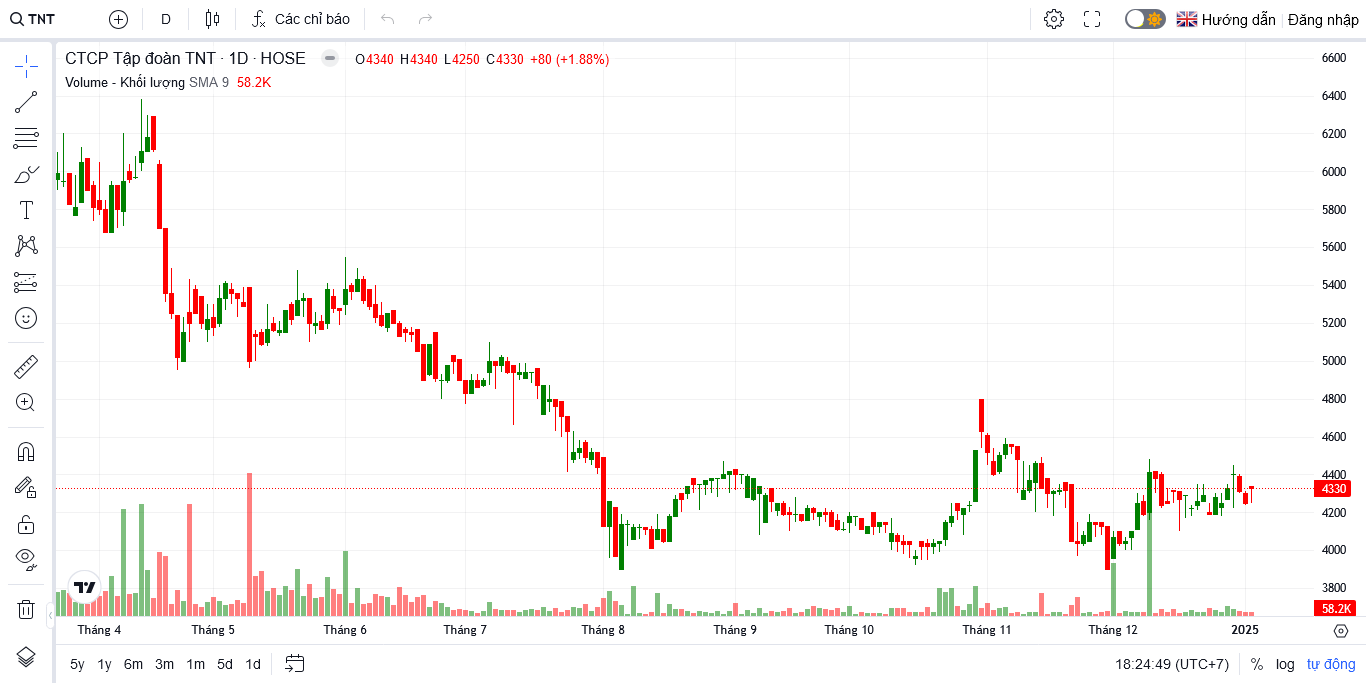 TNT D Các chỉ báo Hướng dẫn Đăng nhập
CTCP Tập đoàn TNT · 1D · HOSE O4340 H4340 L4250 C4330 +80 (+1.88%)
Volume - Khối lượng SMA 9 58.2K
6600
6400
6200
6000
5800
5600
5400
5200
5000
4800
4600
4400
4330
4200
4000
3800
58.2K
Tháng 4 Tháng 5 Tháng 6 Tháng 7 Tháng 8 Tháng 9 Tháng 10 Tháng 11 Tháng 12 2025
5y 1y 6m 3m 1m 5d 1d 18:24:49 (UTC+7) % log tự động